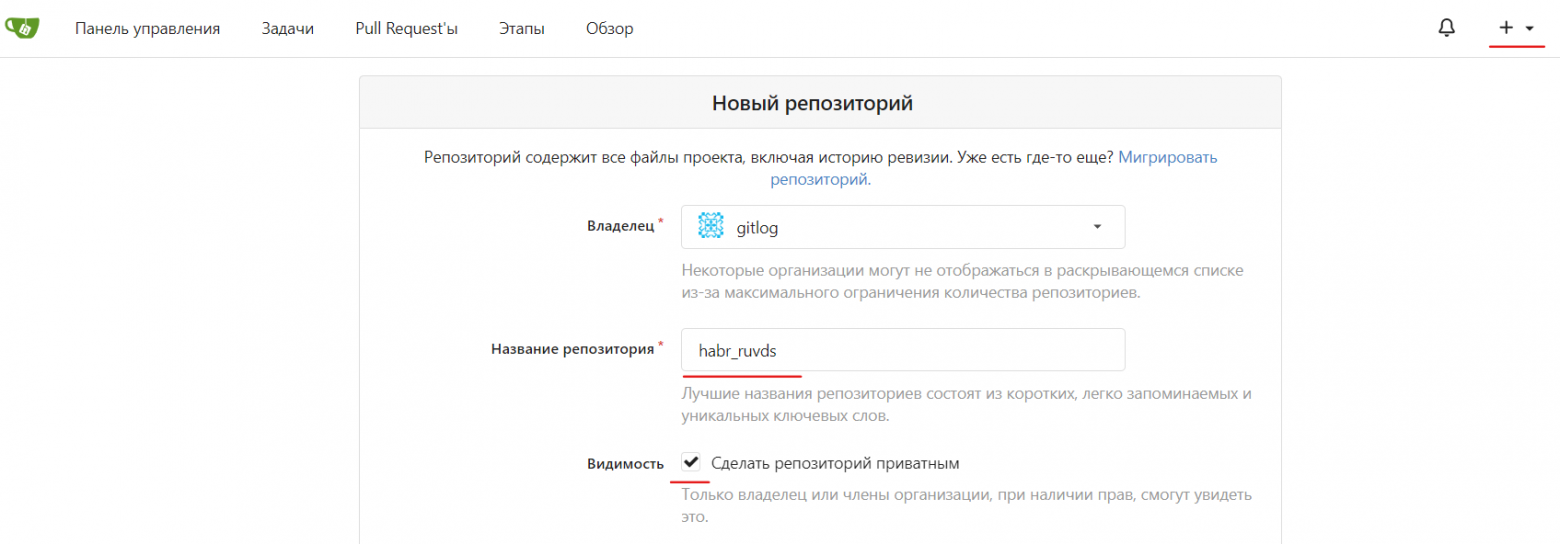 Панель управления Задачи Pull Request'ы Этапы Обзор
Новый репозиторий
Репозиторий содержит все файлы проекта, включая историю ревизии. Уже есть где-то еще? Мигрировать
репозиторий.
Владелец * gitlog
Некоторые организации могут не отображаться в раскрывающемся списке
из-за максимального ограничения количества репозиториев.
Название репозитория * habr_ruvds
Лучшие названия репозиториев состоят из коротких, легко запоминаемых и
уникальных ключевых слов.
Видимость Сделать репозиторий приватным
Только владелец или члены организации, при наличии прав, смогут увидеть
это.